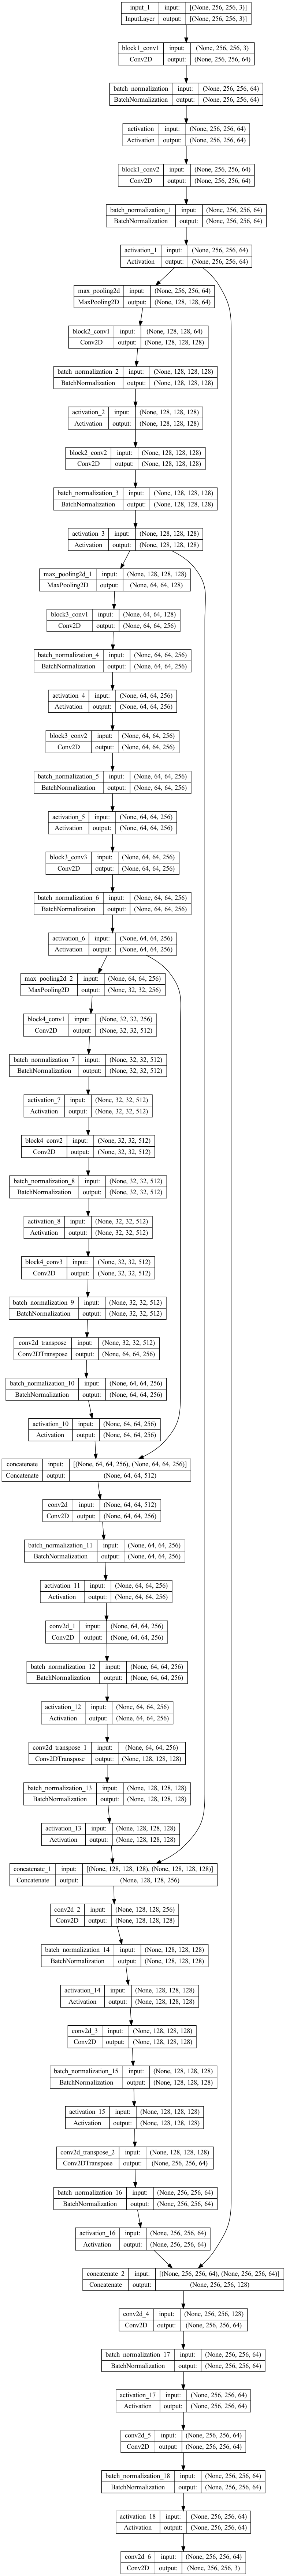 input_1 input: [(None, 256, 256, 3)]
InputLayer output: [(None, 256, 256, 3)]
block1_conv1 input: (None, 256, 256, 3)
Conv2D output: (None, 256, 256, 64)
batch_normalization input: (None, 256, 256, 64)
BatchNormalization output: (None, 256, 256, 64)
activation input: (None, 256, 256, 64)
Activation output: (None, 256, 256, 64)
block1_conv2 input: (None, 256, 256, 64)
Conv2D output: (None, 256, 256, 64)
batch_normalization_1 input: (None, 256, 256, 64)
BatchNormalization output: (None, 256, 256, 64)
activation_1 input: (None, 256, 256, 64)
Activation output: (None, 256, 256, 64)
max_pooling2d input: (None, 256, 256, 64)
MaxPooling2D output: (None, 128, 128, 64)
block2_conv1 input: (None, 128, 128, 64)
Conv2D output: (None, 128, 128, 128)
batch_normalization_2 input: (None, 128, 128, 128)
BatchNormalization output: (None, 128, 128, 128)
activation_2 input: (None, 128, 128, 128)
Activation output: (None, 128, 128, 128)
block2_conv2 input: (None, 128, 128, 128)
Conv2D output: (None, 128, 128, 128)
batch_normalization_3 input: (None, 128, 128, 128)
BatchNormalization output: (None, 128, 128, 128)
activation_3 input: (None, 128, 128, 128)
Activation output: (None, 128, 128, 128)
max_pooling2d_1 input: (None, 128, 128, 128)
MaxPooling2D output: (None, 64, 64, 128)
block3_conv1 input: (None, 64, 64, 128)
Conv2D output: (None, 64, 64, 256)
batch_normalization_4 input: (None, 64, 64, 256)
BatchNormalization output: (None, 64, 64, 256)
activation_4 input: (None, 64, 64, 256)
Activation output: (None, 64, 64, 256)
block3_conv2 input: (None, 64, 64, 256)
Conv2D output: (None, 64, 64, 256)
batch_normalization_5 input: (None, 64, 64, 256)
BatchNormalization output: (None, 64, 64, 256)
activation_5 input: (None, 64, 64, 256)
Activation output: (None, 64, 64, 256)
block3_conv3 input: (None, 64, 64, 256)
Conv2D output: (None, 64, 64, 256)
batch_normalization_6 input: (None, 64, 64, 256)
BatchNormalization output: (None, 64, 64, 256)
activation_6 input: (None, 64, 64, 256)
Activation output: (None, 64, 64, 256)
max_pooling2d_2 input: (None, 64, 64, 256)
MaxPooling2D output: (None, 32, 32, 256)
block4_conv1 input: (None, 32, 32, 256)
Conv2D output: (None, 32, 32, 512)
batch_normalization_7 input: (None, 32, 32, 512)
BatchNormalization output: (None, 32, 32, 512)
activation_7 input: (None, 32, 32, 512)
Activation output: (None, 32, 32, 512)
block4_conv2 input: (None, 32, 32, 512)
Conv2D output: (None, 32, 32, 512)
batch_normalization_8 input: (None, 32, 32, 512)
BatchNormalization output: (None, 32, 32, 512)
activation_8 input: (None, 32, 32, 512)
Activation output: (None, 32, 32, 512)
block4_conv3 input: (None, 32, 32, 512)
Conv2D output: (None, 32, 32, 512)
batch_normalization_9 input: (None, 32, 32, 512)
BatchNormalization output: (None, 32, 32, 512)
conv2d_transpose input: (None, 32, 32, 512)
Conv2DTranspose output: (None, 64, 64, 256)
batch_normalization_10 input: (None, 64, 64, 256)
BatchNormalization output: (None, 64, 64, 256)
activation_10 input: (None, 64, 64, 256)
Activation output: (None, 64, 64, 256)
concatenate input: [(None, 64, 64, 256), (None, 64, 64, 256)]
Concatenate output: (None, 64, 64, 512)
conv2d input: (None, 64, 64, 512)
Conv2D output: (None, 64, 64, 256)
batch_normalization_11 input: (None, 64, 64, 256)
BatchNormalization output: (None, 64, 64, 256)
activation_11 input: (None, 64, 64, 256)
Activation output: (None, 64, 64, 256)
conv2d_1 input: (None, 64, 64, 256)
Conv2D output: (None, 64, 64, 256)
batch_normalization_12 input: (None, 64, 64, 256)
BatchNormalization output: (None, 64, 64, 256)
activation_12 input: (None, 64, 64, 256)
Activation output: (None, 64, 64, 256)
conv2d_transpose_1 input: (None, 64, 64, 256)
Conv2DTranspose output: (None, 128, 128, 128)
batch_normalization_13 input: (None, 128, 128, 128)
BatchNormalization output: (None, 128, 128, 128)
activation_13 input: (None, 128, 128, 128)
Activation output: (None, 128, 128, 128)
concatenate_1 input: [(None, 128, 128, 128), (None, 128, 128, 128)]
Concatenate output: (None, 128, 128, 256)
conv2d_2 input: (None, 128, 128, 256)
Conv2D output: (None, 128, 128, 128)
batch_normalization_14 input: (None, 128, 128, 128)
BatchNormalization output: (None, 128, 128, 128)
activation_14 input: (None, 128, 128, 128)
Activation output: (None, 128, 128, 128)
conv2d_3 input: (None, 128, 128, 128)
Conv2D output: (None, 128, 128, 128)
batch_normalization_15 input: (None, 128, 128, 128)
BatchNormalization output: (None, 128, 128, 128)
activation_15 input: (None, 128, 128, 128)
Activation output: (None, 128, 128, 128)
conv2d_transpose_2 input: (None, 128, 128, 128)
Conv2DTranspose output: (None, 256, 256, 64)
batch_normalization_16 input: (None, 256, 256, 64)
BatchNormalization output: (None, 256, 256, 64)
activation_16 input: (None, 256, 256, 64)
Activation output: (None, 256, 256, 64)
concatenate_2 input: [(None, 256, 256, 64), (None, 256, 256, 64)]
Concatenate output: (None, 256, 256, 128)
conv2d_4 input: (None, 256, 256, 128)
Conv2D output: (None, 256, 256, 64)
batch_normalization_17 input: (None, 256, 256, 64)
BatchNormalization output: (None, 256, 256, 64)
activation_17 input: (None, 256, 256, 64)
Activation output: (None, 256, 256, 64)
conv2d_5 input: (None, 256, 256, 64)
Conv2D output: (None, 256, 256, 64)
batch_normalization_18 input: (None, 256, 256, 64)
BatchNormalization output: (None, 256, 256, 64)
activation_18 input: (None, 256, 256, 64)
Activation output: (None, 256, 256, 64)
conv2d_6 input: (None, 256, 256, 64)
Conv2D output: (None, 256, 256, 3)